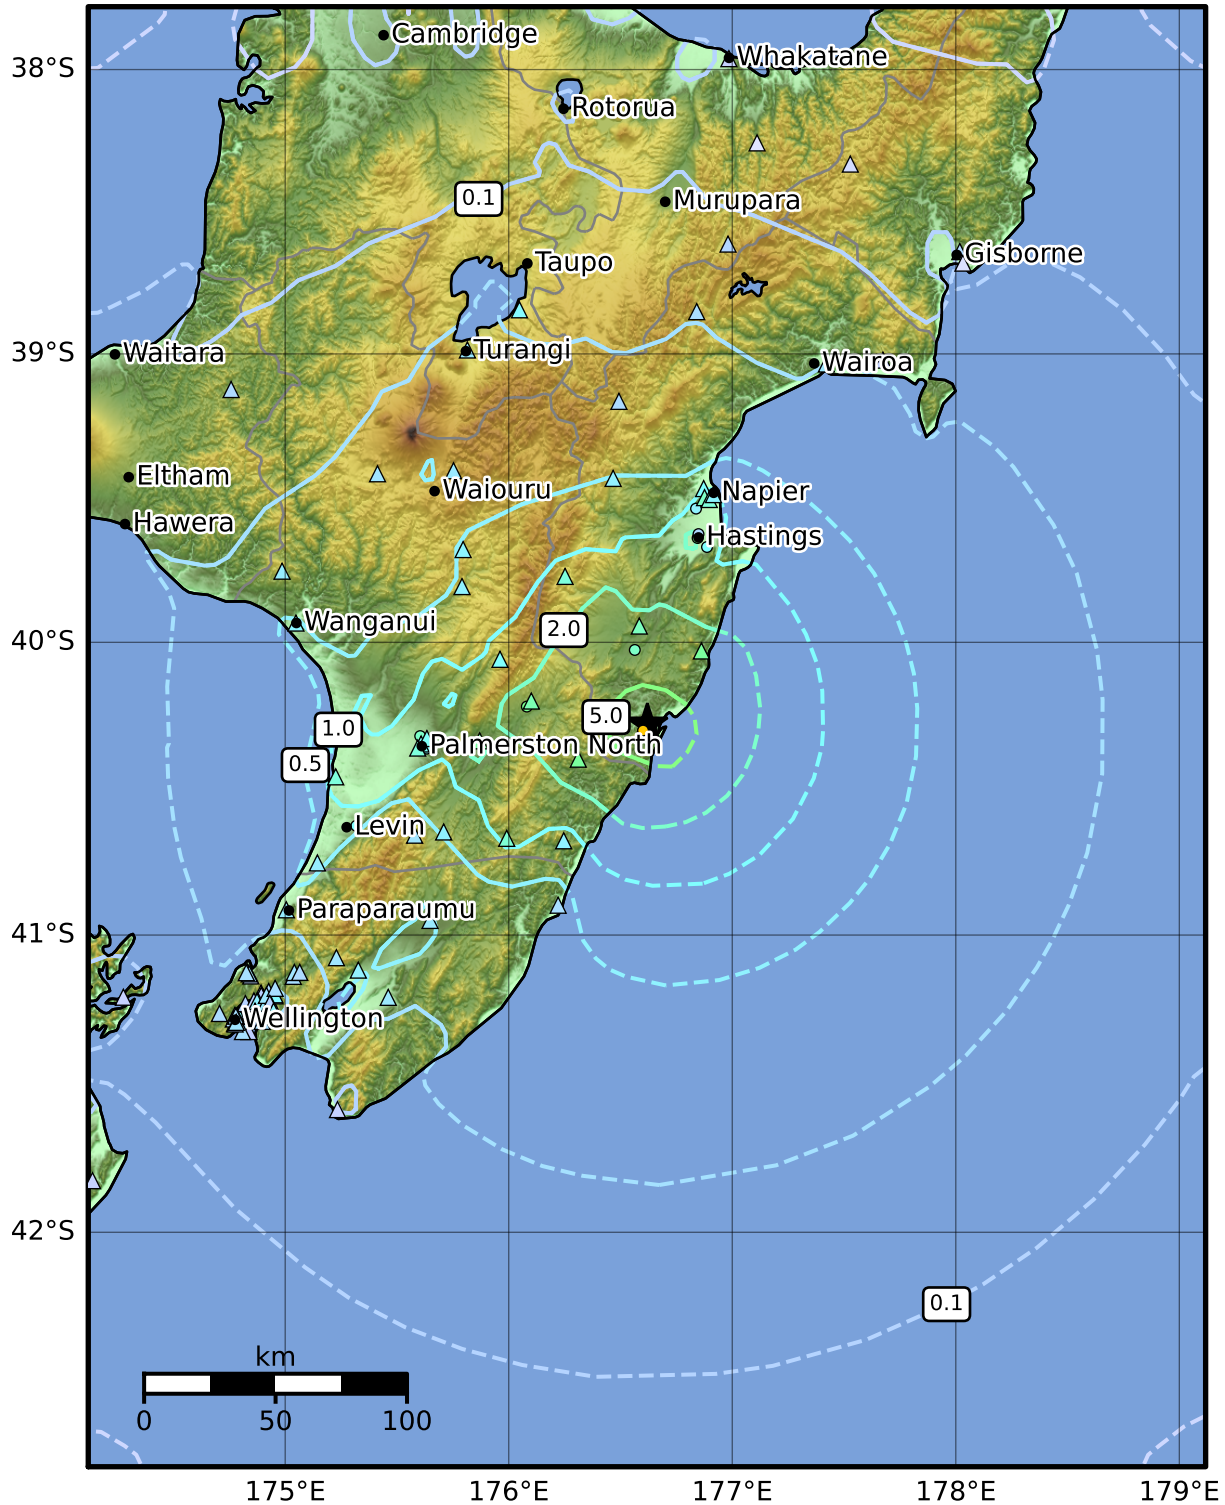 Cambridge
Whakatane
38°S
Rotorua
0.1
Murupara
Gisborne
Taupo
39°S
Waitara
Turangi
Wairoa
Eltham
Waiouru
Napier
Hawera
Hastings
Wanganui
2.0
40°S
5.0
1.0
Palmerston North
0.5
Levin
Paraparaumu
41°S
Wellington
42°S
0.1
km
0 50 100
175°E 176°E 177°E 178°E 179°E